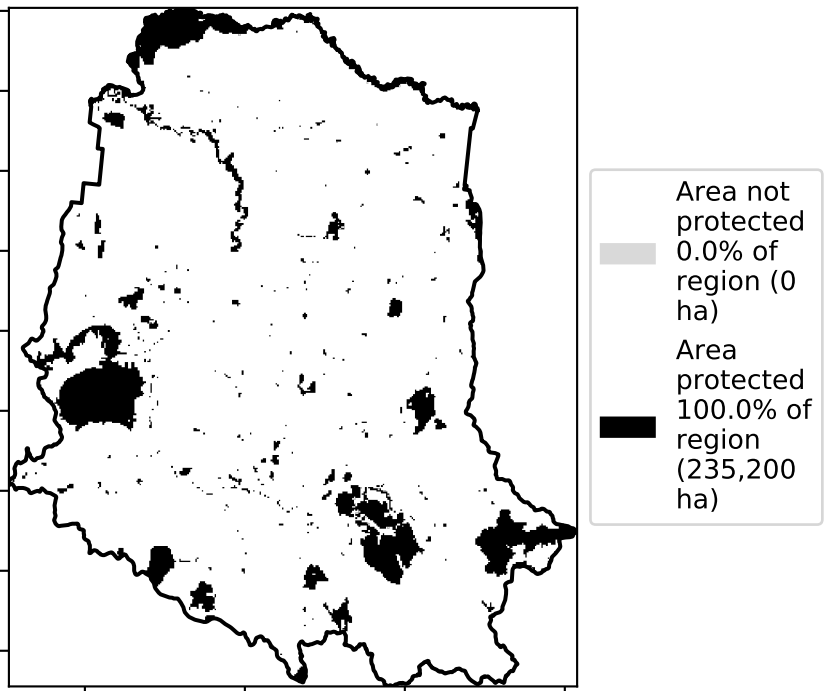 Area not
protected
0.0% of
region (0
ha)
Area
protected
100.0% of
region
(235,200
ha)